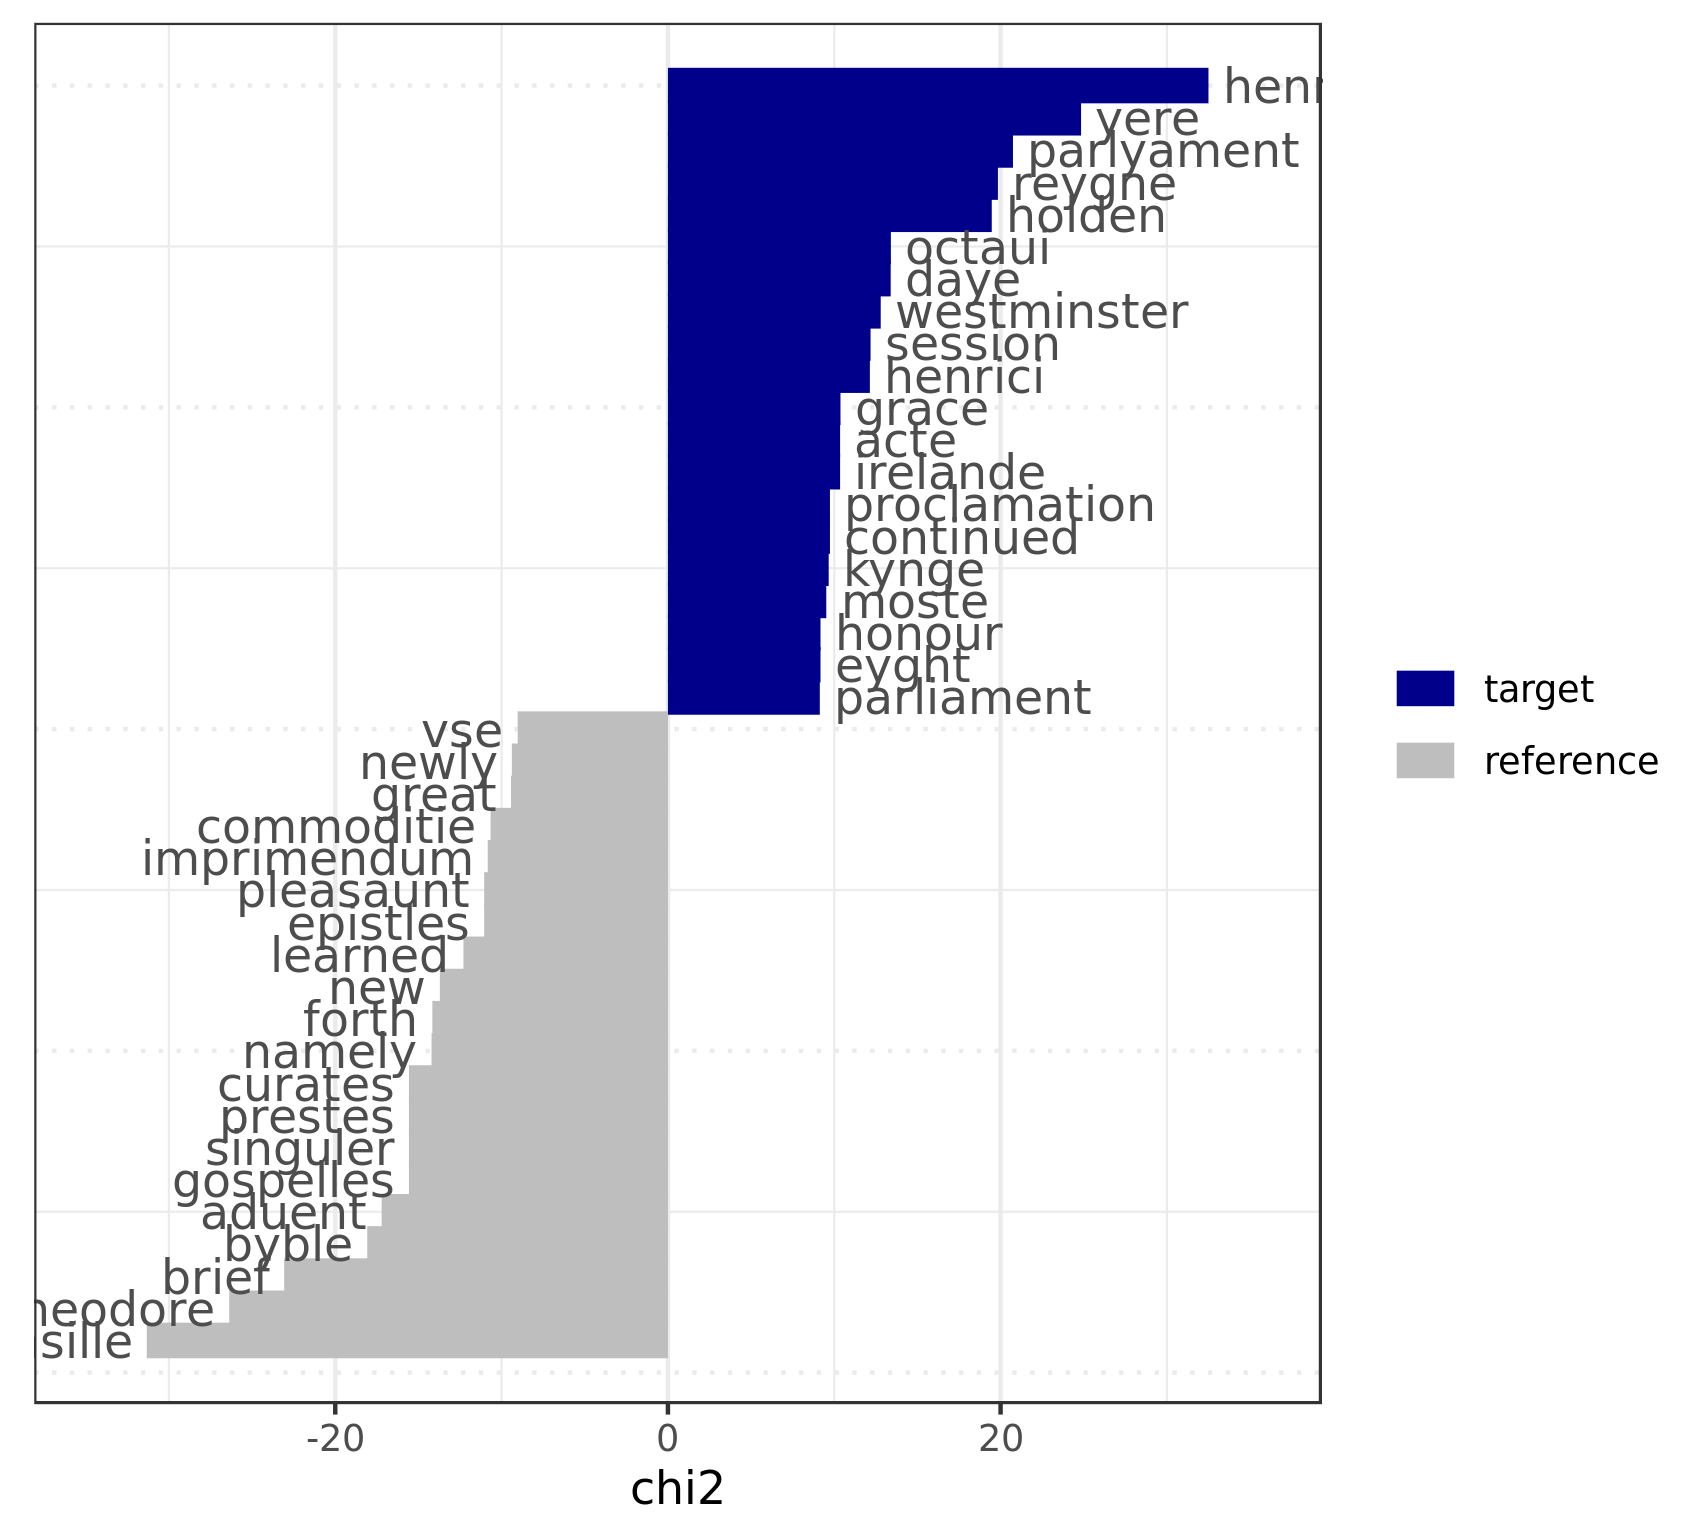 henr
yere
parlyament
reygne
holden
octaui
daye
westminster
session
henrici
grace
acte
irelande
proclamation
continued
kynge
moste
honour
eyght
parliament
vse
newly
great
commoditie
imprimendum
pleasaunt
epistles
learned
new
forth
namely
curates
prestes
singuler
gospelles
aduent
byble
brief
heodore
sille
-20 0 20
chi2
target
reference